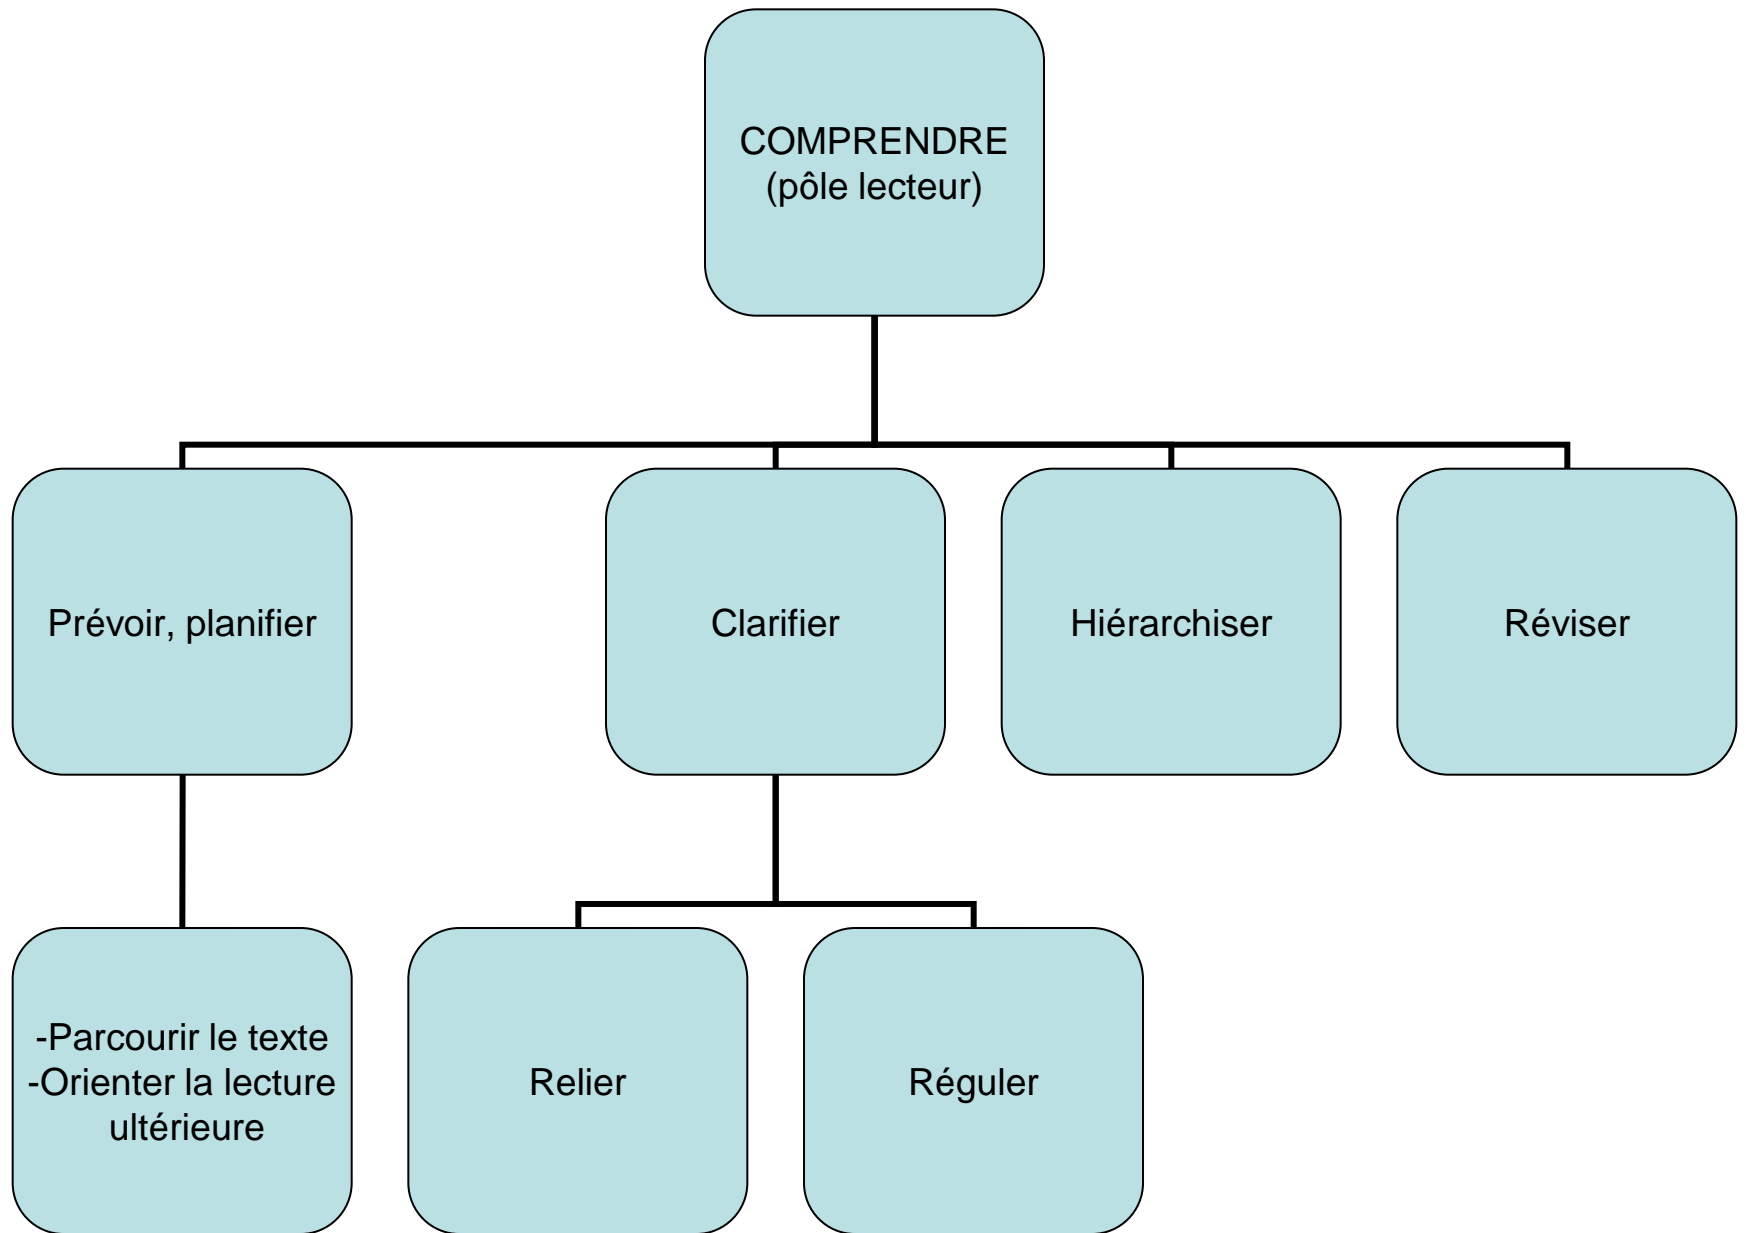 COMPRENDRE
(pôle lecteur)
Prévoir, planifier
Clarifier
Hiérarchiser
Réviser
-Parcourir le texte
-Orienter la lecture
ultérieure
Relier
Réguler